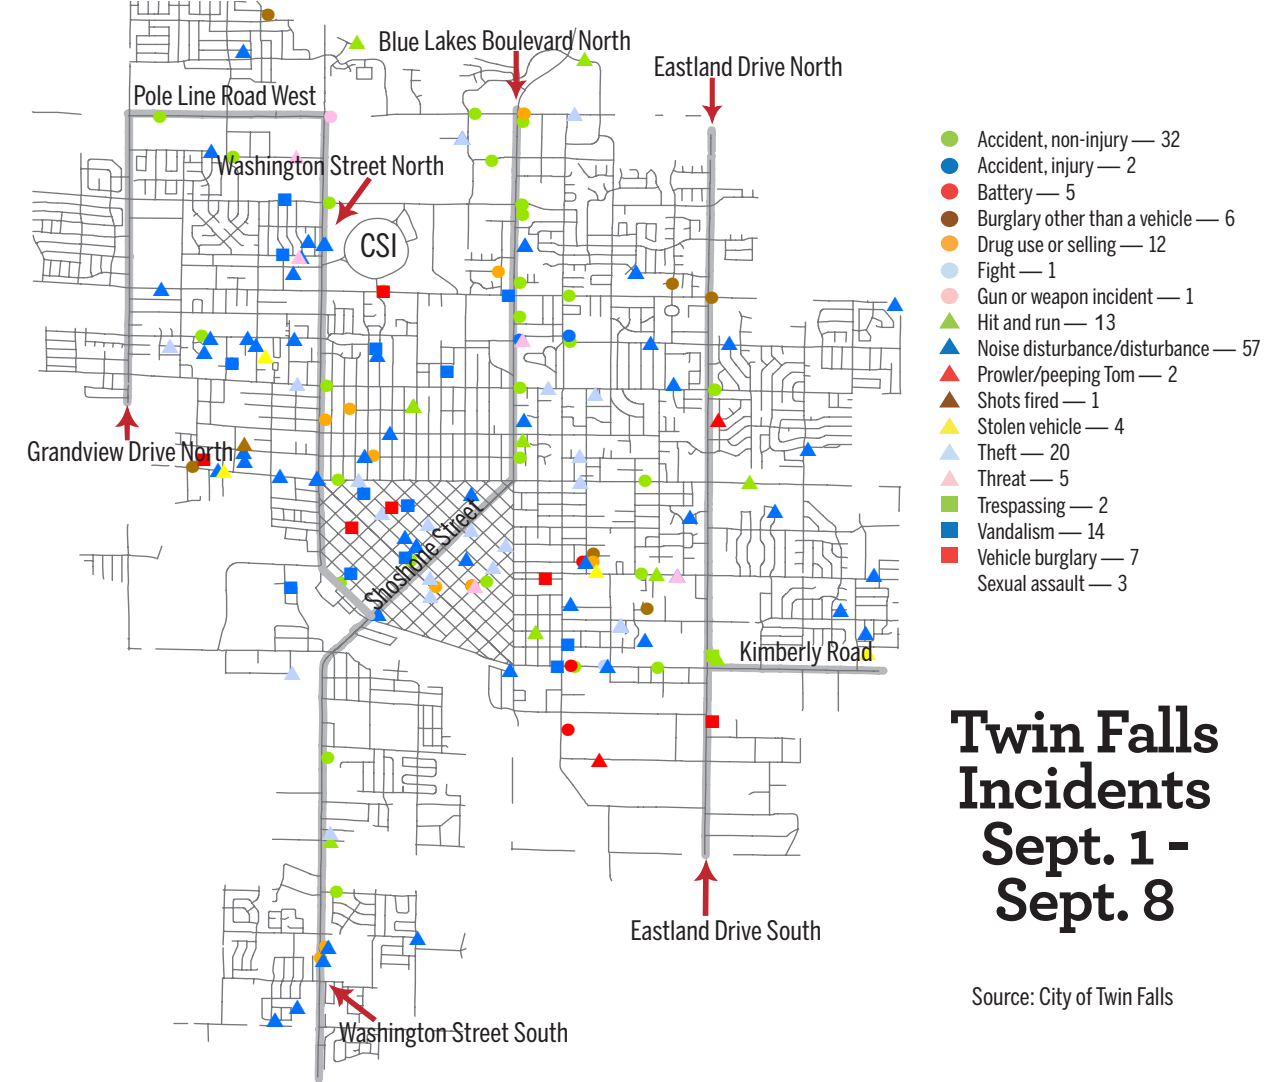 Blue Lakes Boulevard North
Eastland Drive North
Pole Line Road West
Washington Street North
CSI
Grandview Drive North
Shoshone Street
Kimberly Road
Eastland Drive South
Washington Street South
Accident, non-injury — 32
Accident, injury — 2
Battery — 5
Burglary other than a vehicle — 6
Drug use or selling — 12
Fight — 1
Gun or weapon incident — 1
Hit and run — 13
Noise disturbance/disturbance — 57
Prowler/peeping Tom — 2
Shots fired — 1
Stolen vehicle — 4
Theft — 20
Threat — 5
Trespassing — 2
Vandalism — 14
Vehicle burglary — 7
Sexual assault — 3
Twin Falls
Incidents
Sept. 1 -
Sept. 8
Source: City of Twin Falls